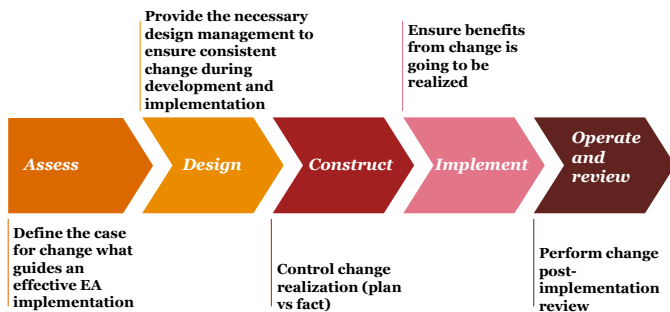 Provide the necessary
design management to
ensure consistent
change during
development and
implementation
Ensure benefits
from change is
going to be
realized
Assess
Design
Construct
Implement
Operate
and
review
Define the case
for change what
guides an
effective EA
implementation
Control change
realization (plan
vs fact)
Perform change
post-
implementation
review